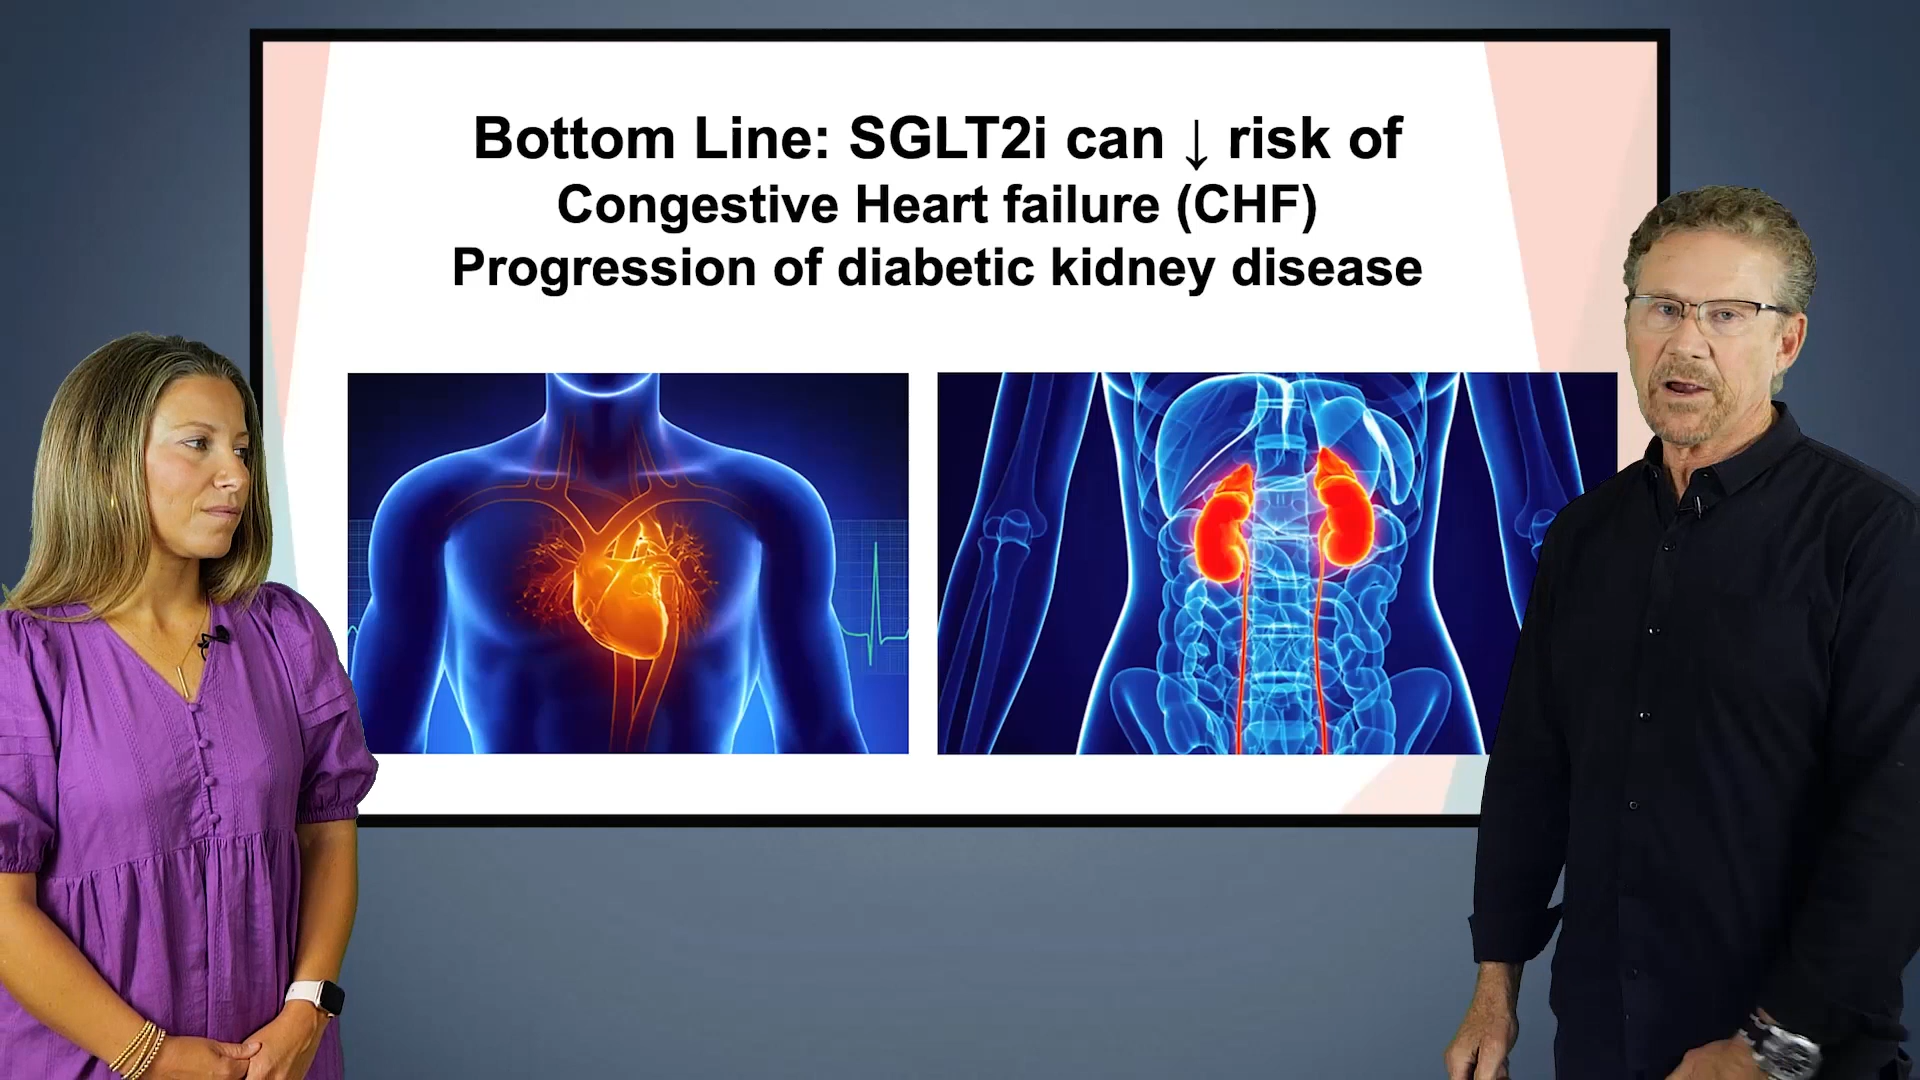 Bottom Line: SGLT2i can ↓ risk of
Congestive Heart failure (CHF)
Progression of diabetic kidney disease